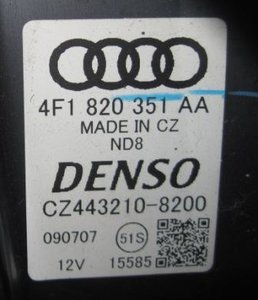 4F1 820 351 AA
MADE IN CZ
ND8
DENSO
CZ443210-8200
090707 51S
12V 15585